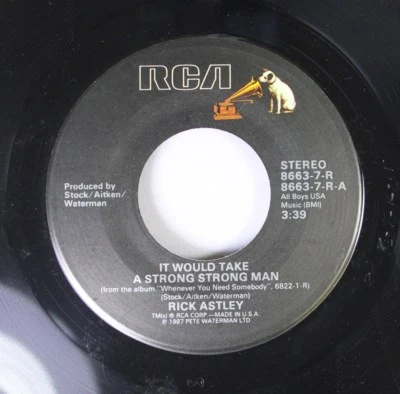 RCA
STEREO
8663-7-R
8663-7-R-A
All Boys USA
Music (BMI)
3:39
Produced by
Stock/Aitken/
Waterman
IT WOULD TAKE
A STRONG STRONG MAN
(from the album "Whenever You Need Somebody", 6822-1-R)
(Stock/Aitken/Waterman)
RICK ASTLEY
TM(s) ® RCA CORP—MADE IN U.S.A.
℗ 1987 PETE WATERMAN LTD